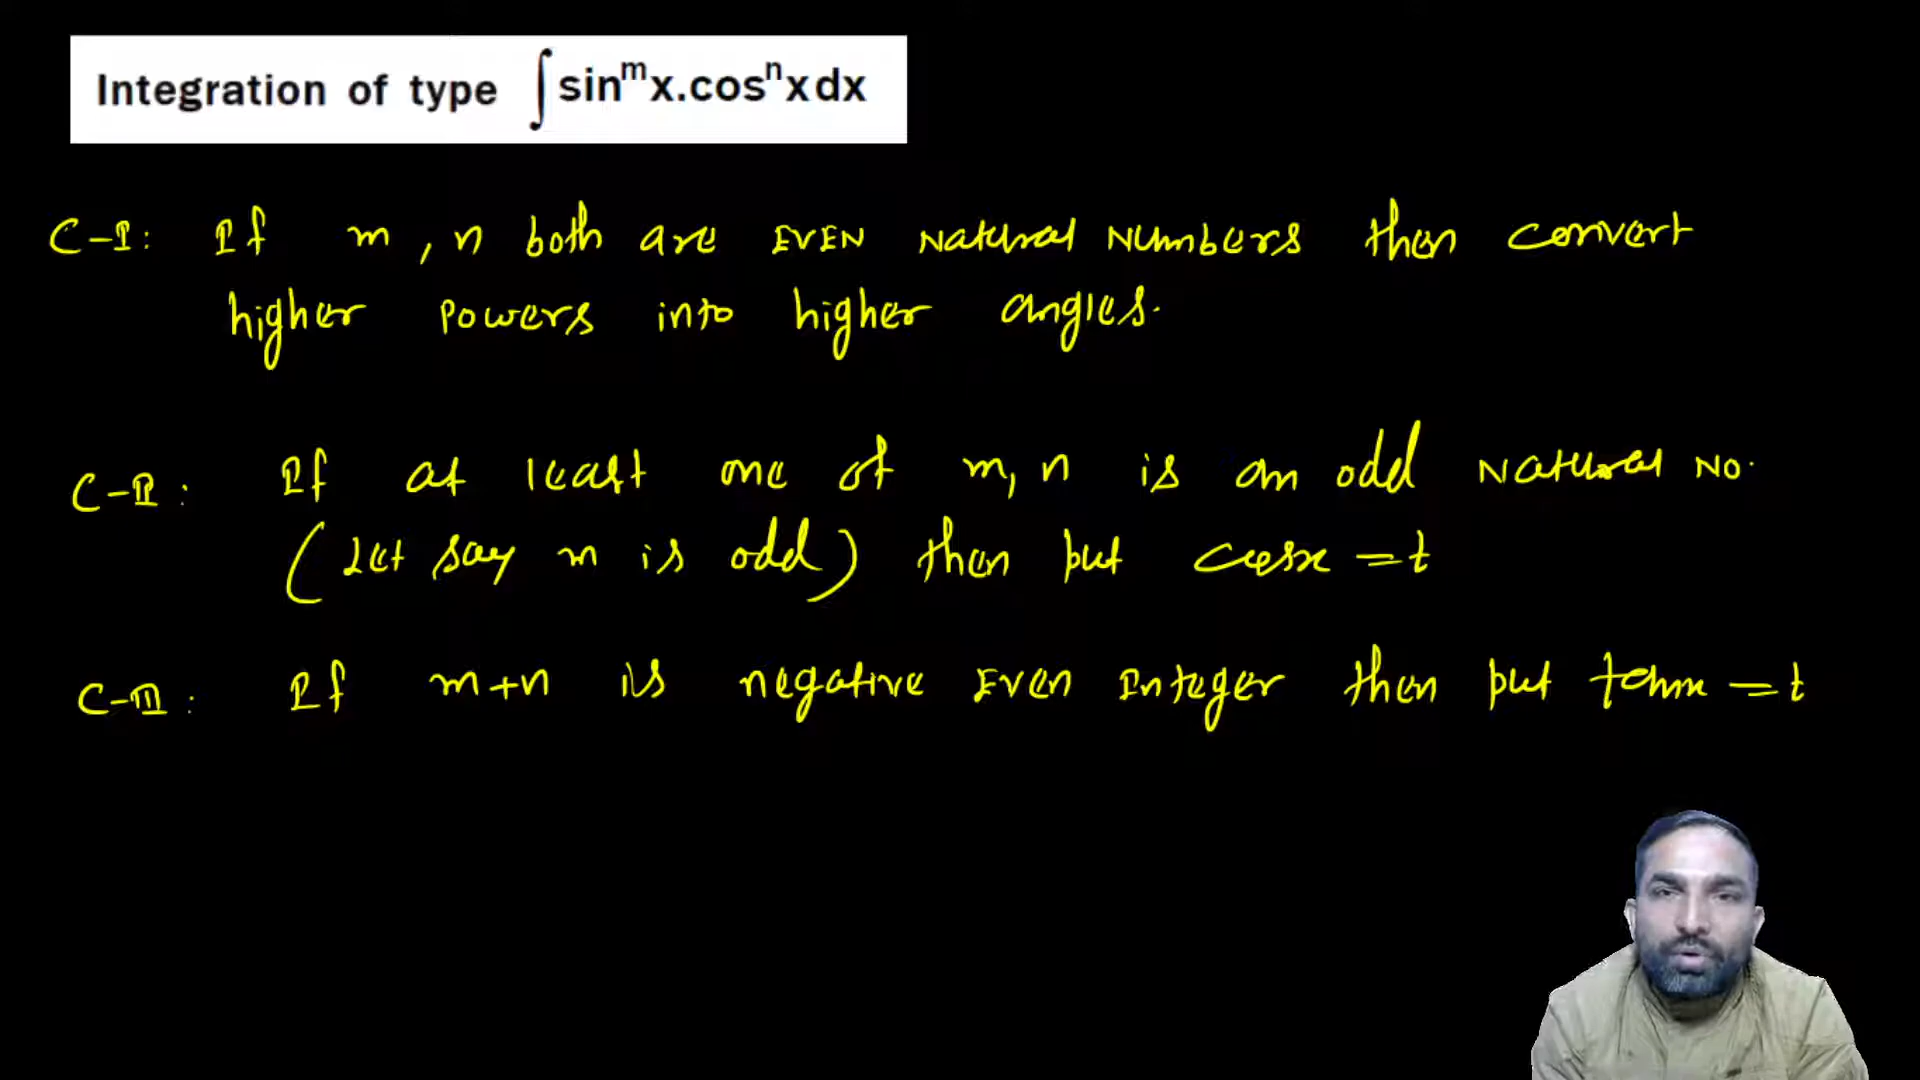 Integration of type ∫sinᵐx.cosⁿxdx
C-I: If m, n both are EVEN Natural Numbers then convert
higher powers into higher angles.
C-II: If at least one of m, n is an odd Natural No.
(Let say m is odd) then put cosx = t
C-III: If m+n is negative Even Integer then put tanx = t